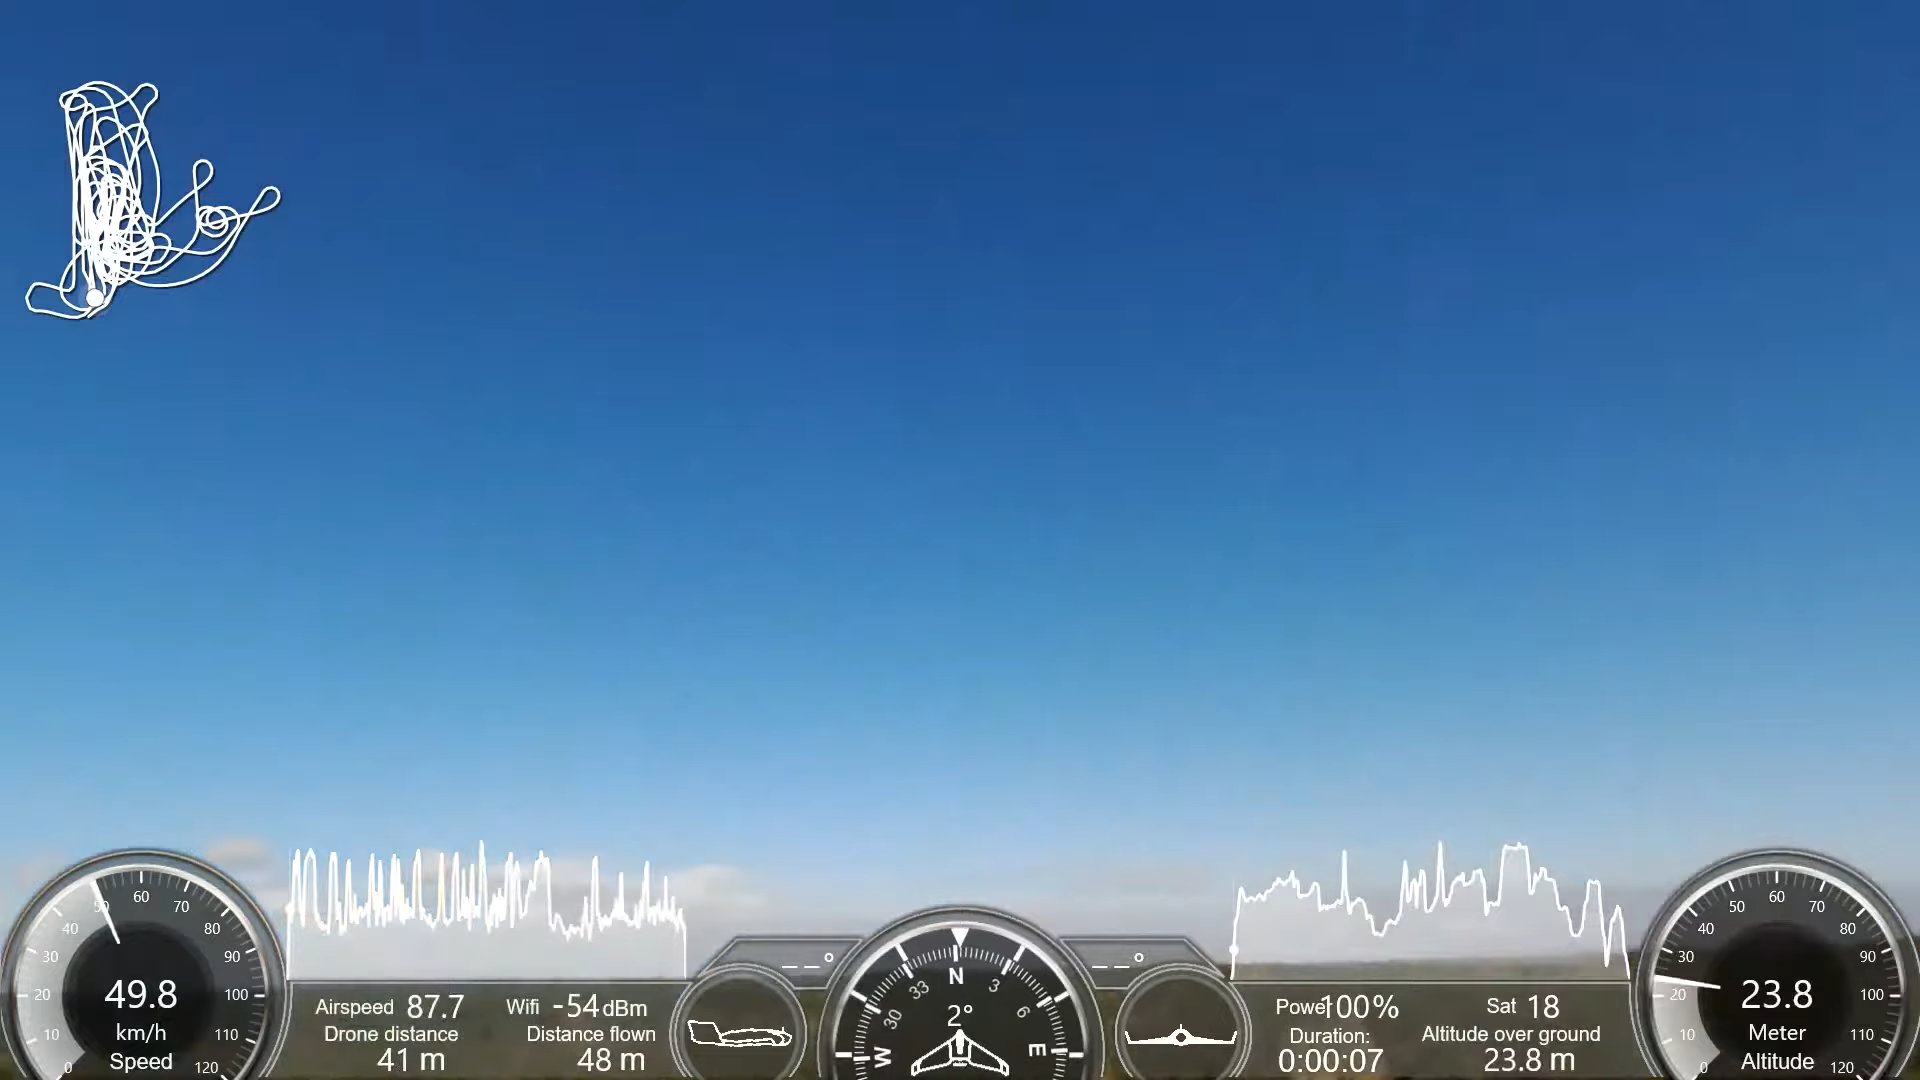 0 10 20 30 40 50 60 70 80 90 100 110 120
49.8
km/h
Speed
Airspeed 87.7 Wifi -54 dBm
Drone distance Distance flown
41 m 48 m
--° --°
W 30 33 N 3 6 E
2°
Power 100% Sat 18
Duration: Altitude over ground
0:00:07 23.8 m
0 10 20 30 40 50 60 70 80 90 100 110 120
23.8
Meter
Altitude